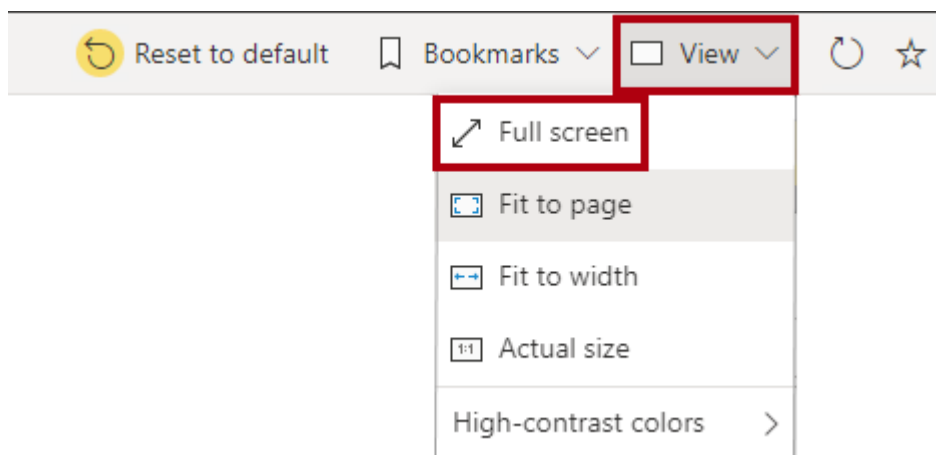 Reset to default Bookmarks View
Full screen
Fit to page
Fit to width
1:1 Actual size
High-contrast colors